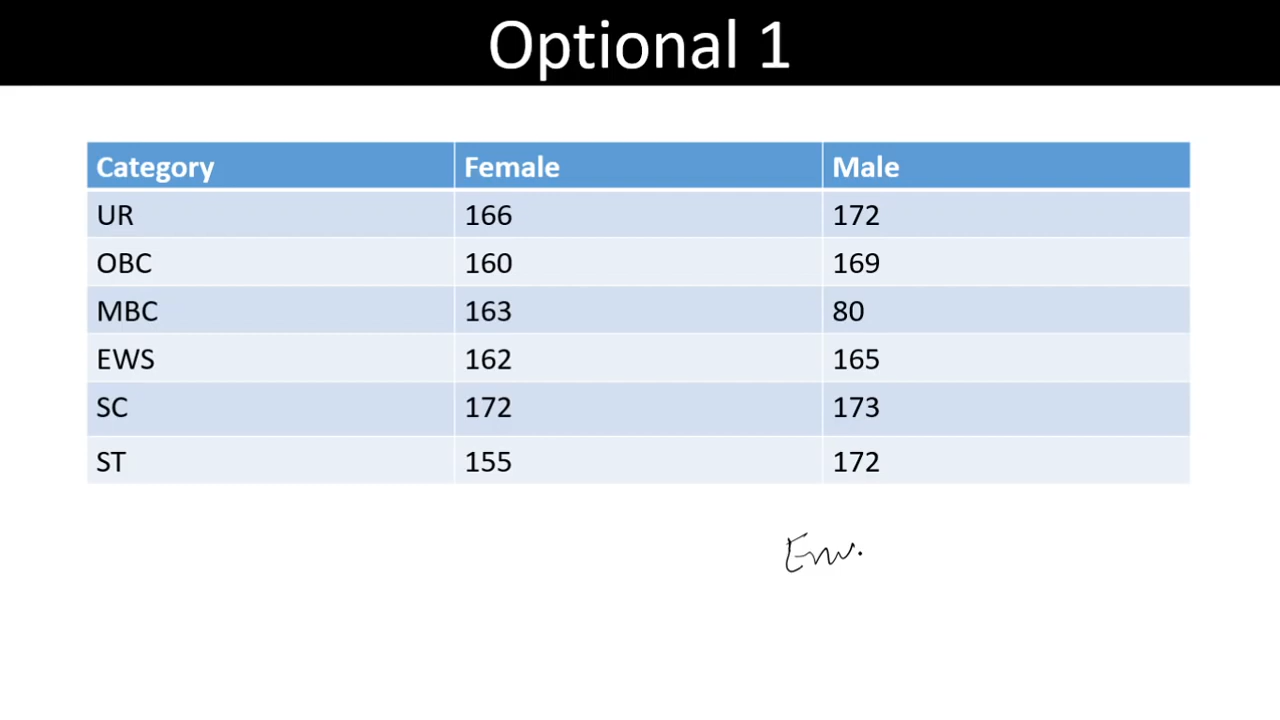 Optional 1
Category Female Male
UR 166 172
OBC 160 169
MBC 163 80
EWS 162 165
SC 172 173
ST 155 172
Env.